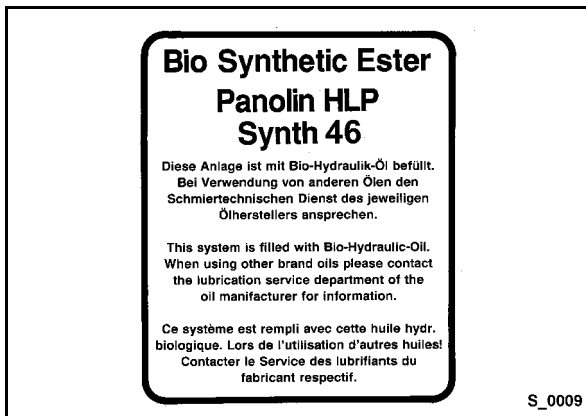 Bio Synthetic Ester
Panolin HLP
Synth 46
Diese Anlage ist mit Bio-Hydraulik-Öl befüllt.
Bei Verwendung von anderen Ölen den
Schmiertechnischen Dienst des jeweiligen
Ölherstellers ansprechen.
This system is filled with Bio-Hydraulic-Oil.
When using other brand oils please contact
the lubrication service department of the
oil manifacturer for information.
Ce système est rempli avec cette huile hydr.
biologique. Lors de l'utilisation d'autres huiles!
Contacter le Service des lubrifiants du
fabricant respectif.
S_0009